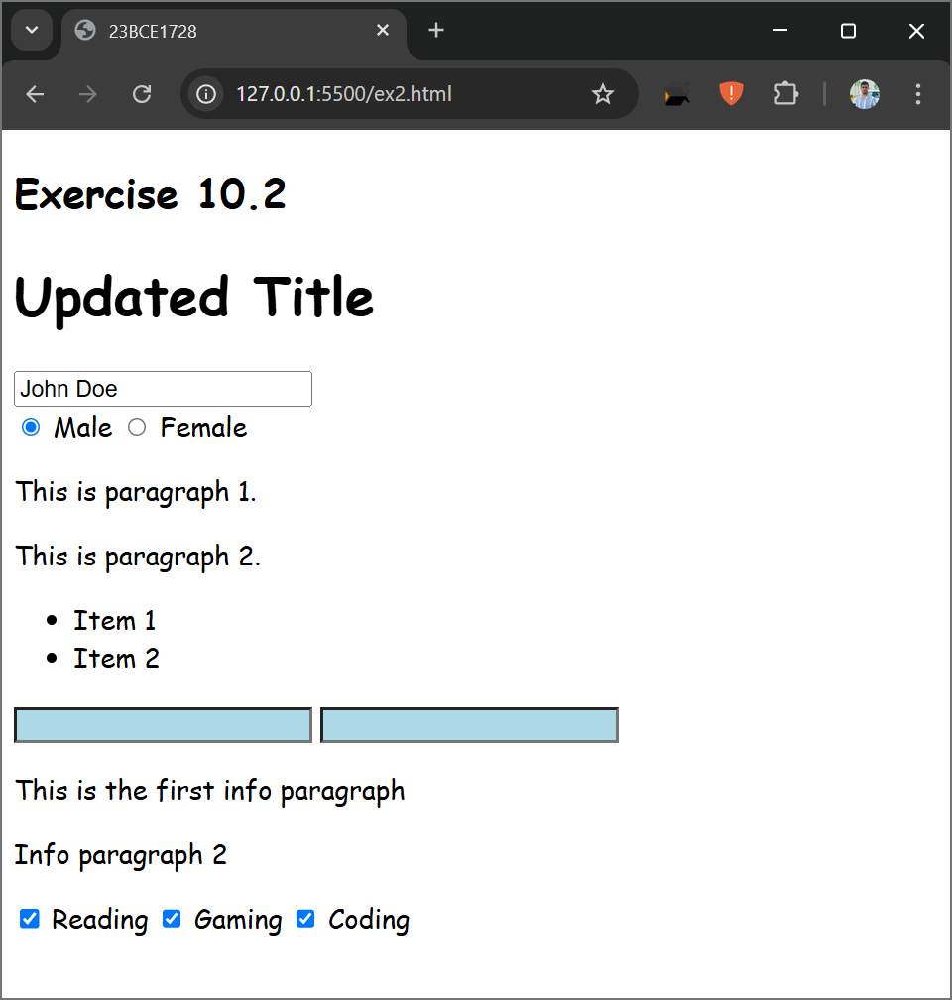 23BCE1728
127.0.0.1:5500/ex2.html
Exercise 10.2
Updated Title
John Doe
Male Female
This is paragraph 1.
This is paragraph 2.
Item 1
Item 2
This is the first info paragraph
Info paragraph 2
Reading Gaming Coding